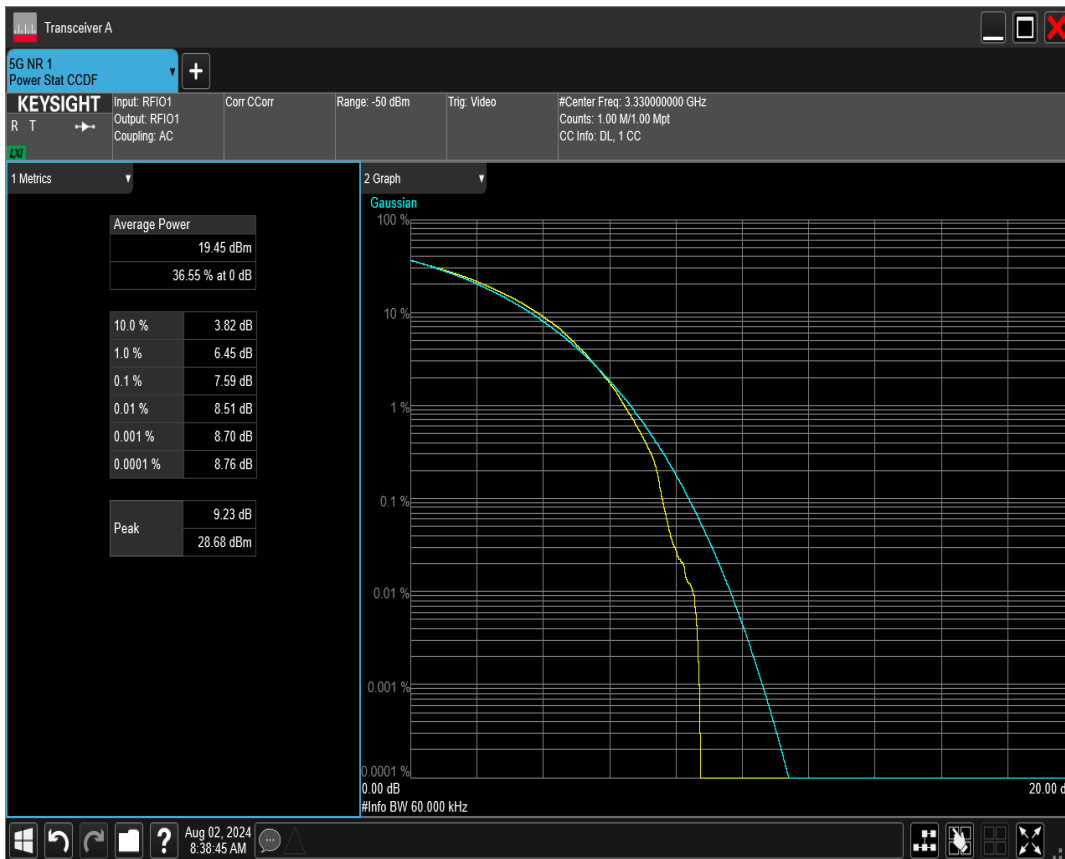 Transceiver A
5G NR 1
Power Stat CCDF
+
KEYSIGHT
R T
LXI
Input: RFIO1
Output: RFIO1
Coupling: AC
Corr CCorr
Range: -50 dBm
Trig: Video
#Center Freq: 3.330000000 GHz
Counts: 1.00 M/1.00 Mpt
CC Info: DL, 1 CC
1 Metrics
Average Power
19.45 dBm
36.55 % at 0 dB
10.0 % 3.82 dB
1.0 % 6.45 dB
0.1 % 7.59 dB
0.01 % 8.51 dB
0.001 % 8.70 dB
0.0001 % 8.76 dB
Peak
9.23 dB
28.68 dBm
2 Graph
Gaussian
100 %
10 %
1 %
0.1 %
0.01 %
0.001 %
0.0001 %
0.00 dB 20.00 d
#Info BW 60.000 kHz
?
Aug 02, 2024
8:38:45 AM